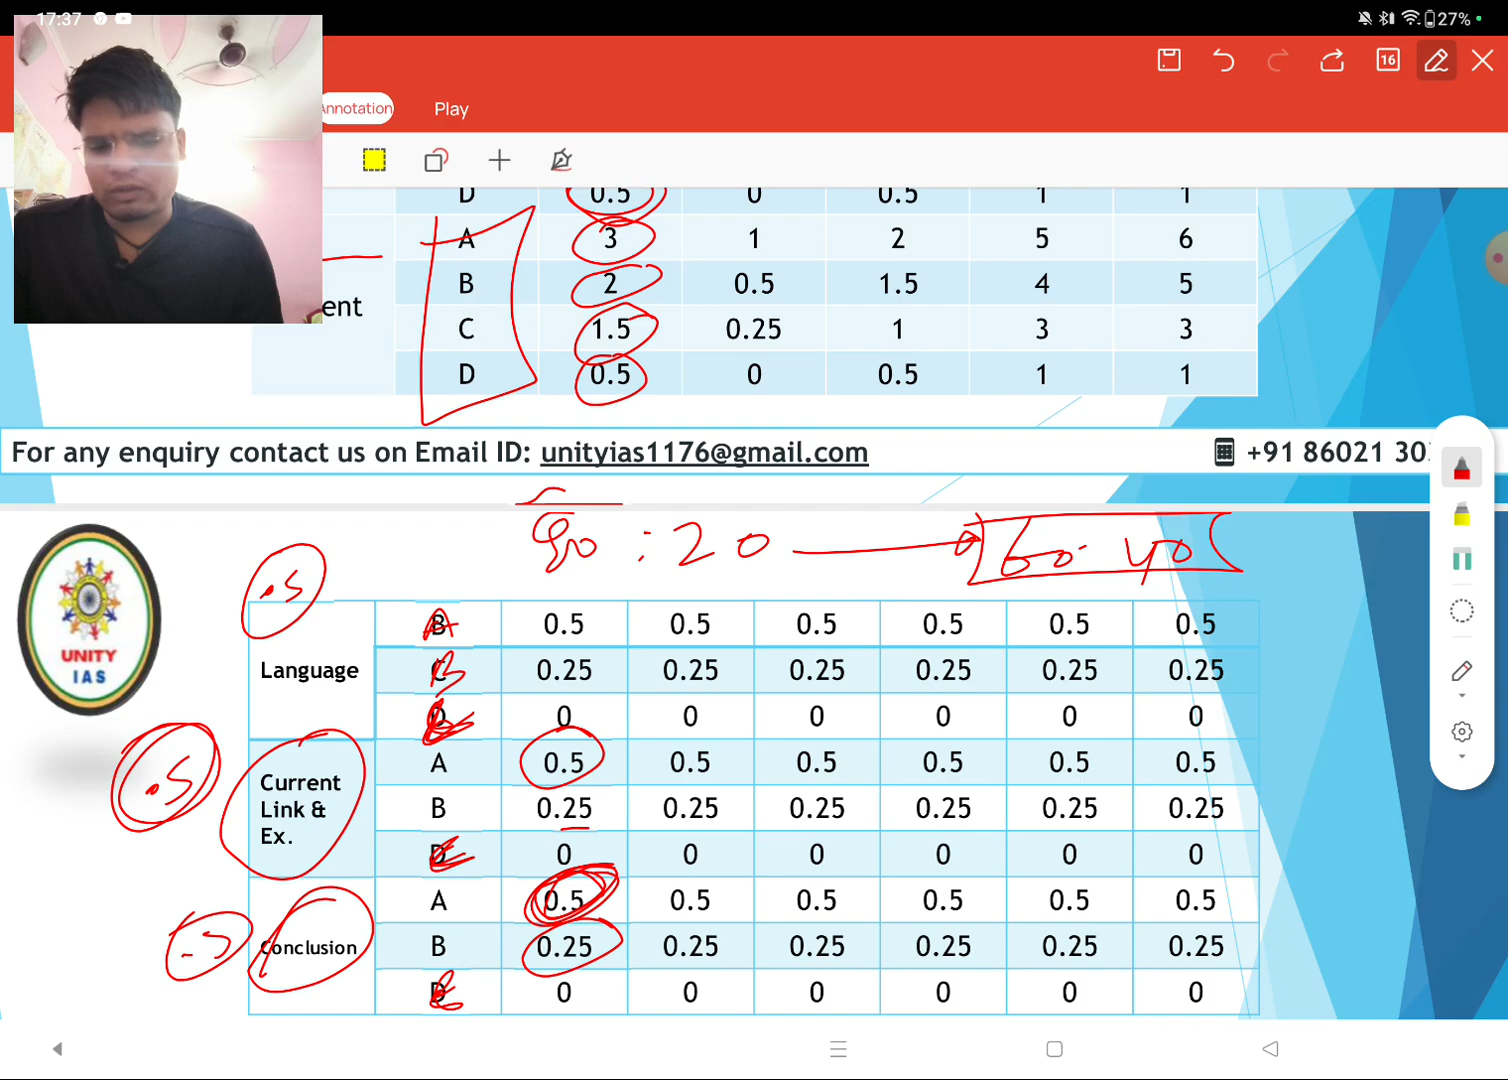 17:37 27%
16
Annotation Play
D 0.5 0 0.5 1 1
A 3 1 2 5 6
B 2 0.5 1.5 4 5
ent
C 1.5 0.25 1 3 3
D 0.5 0 0.5 1 1
For any enquiry contact us on Email ID: unityias1176@gmail.com +91 86021 30
80 : 20 60 40
.5
B A 0.5 0.5 0.5 0.5 0.5 0.5
Language C B 0.25 0.25 0.25 0.25 0.25 0.25
UNITY
IAS
D 0 0 0 0 0 0
A 0.5 0.5 0.5 0.5 0.5 0.5
.5
Current
Link &
Ex.
B 0.25 0.25 0.25 0.25 0.25 0.25
D 0 0 0 0 0 0
A 0.5 0.5 0.5 0.5 0.5 0.5
.5
Conclusion B 0.25 0.25 0.25 0.25 0.25 0.25
D 0 0 0 0 0 0